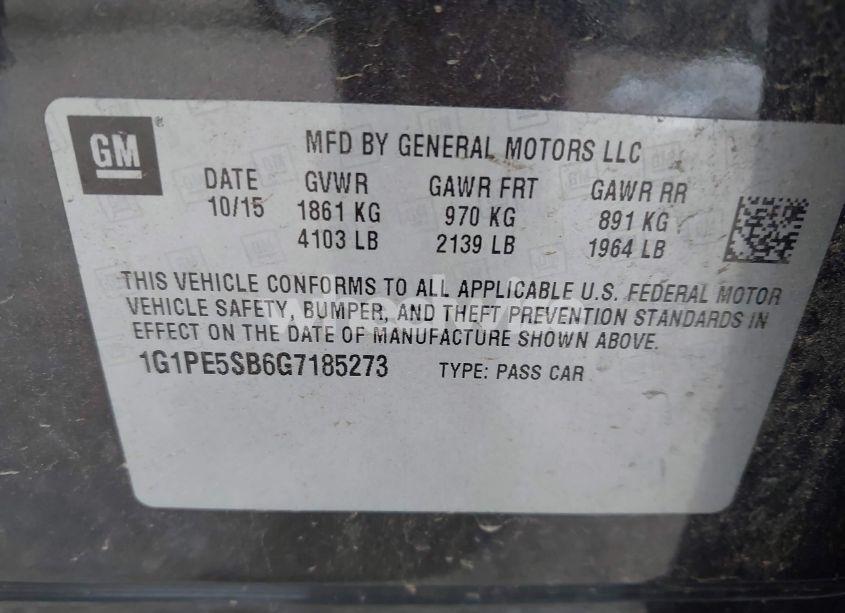 GM
MFD BY GENERAL MOTORS LLC
DATE GVWR GAWR FRT GAWR RR
10/15 1861 KG 970 KG 891 KG
4103 LB 2139 LB 1964 LB
THIS VEHICLE CONFORMS TO ALL APPLICABLE U.S. FEDERAL MOTOR
VEHICLE SAFETY, BUMPER, AND THEFT PREVENTION STANDARDS IN
EFFECT ON THE DATE OF MANUFACTURE SHOWN ABOVE.
1G1PE5SB6G7185273 TYPE: PASS CAR